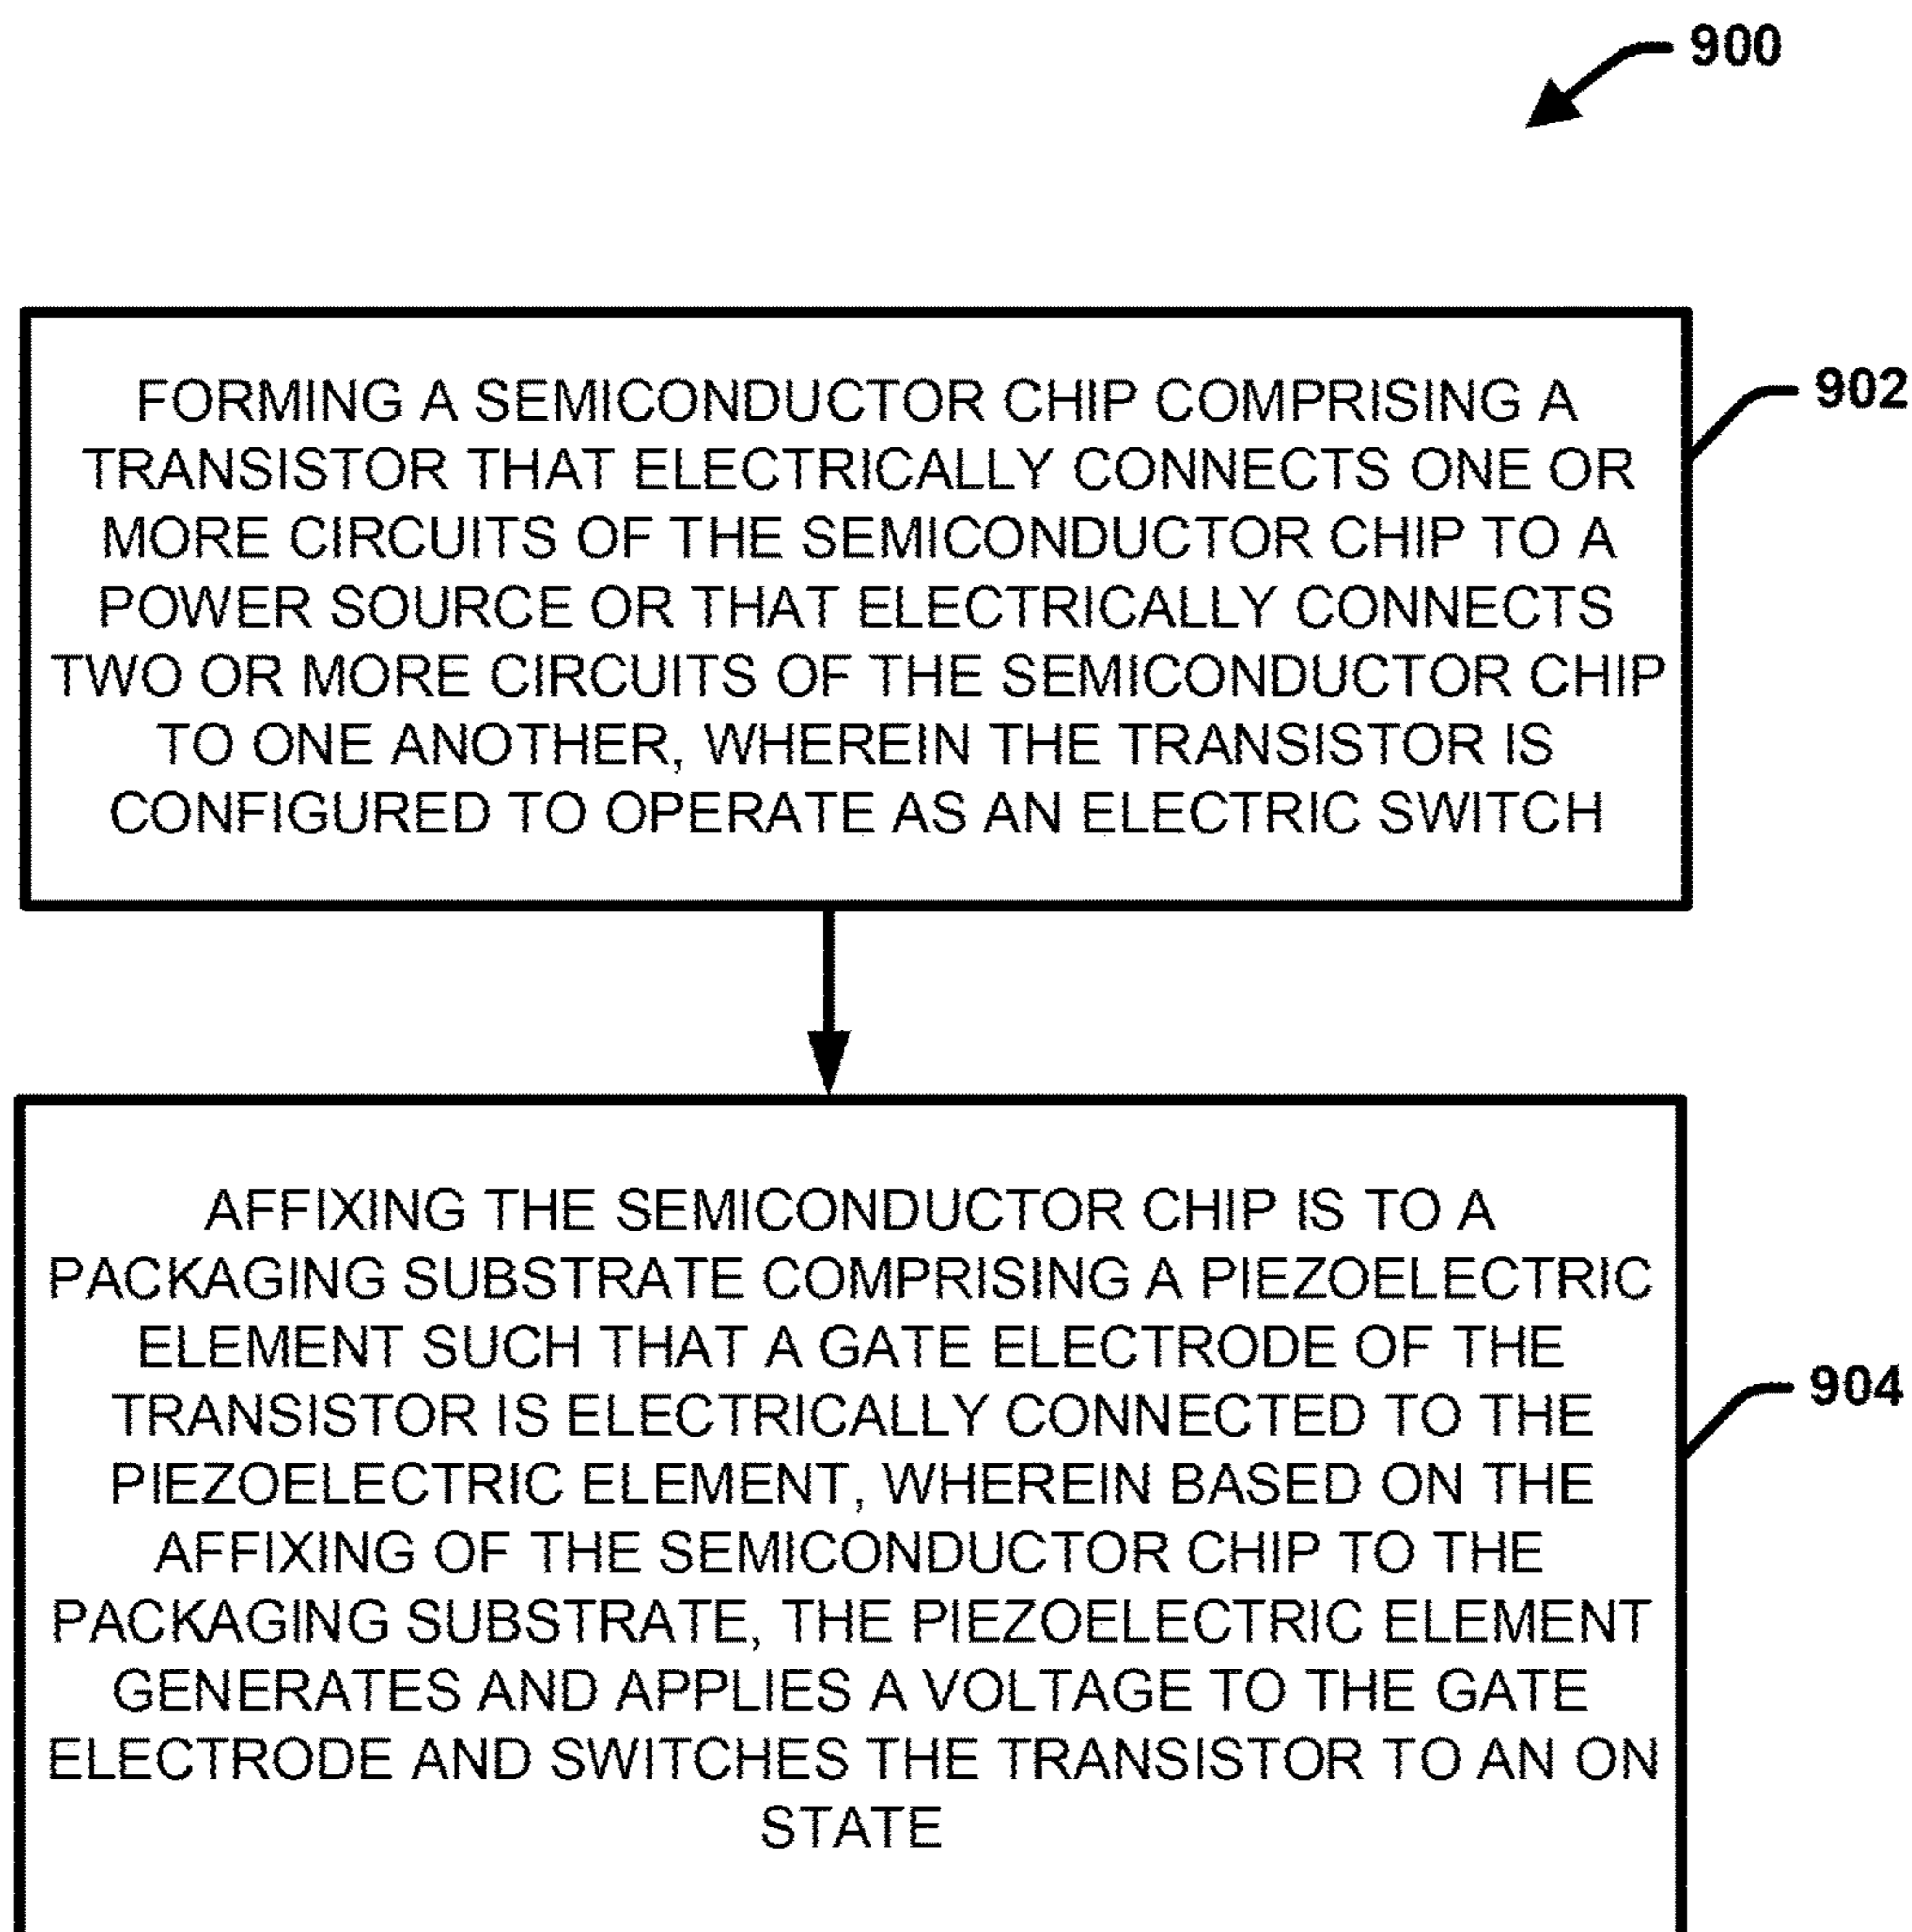 900
902
FORMING A SEMICONDUCTOR CHIP COMPRISING A
TRANSISTOR THAT ELECTRICALLY CONNECTS ONE OR
MORE CIRCUITS OF THE SEMICONDUCTOR CHIP TO A
POWER SOURCE OR THAT ELECTRICALLY CONNECTS
TWO OR MORE CIRCUITS OF THE SEMICONDUCTOR CHIP
TO ONE ANOTHER, WHEREIN THE TRANSISTOR IS
CONFIGURED TO OPERATE AS AN ELECTRIC SWITCH
904
AFFIXING THE SEMICONDUCTOR CHIP IS TO A
PACKAGING SUBSTRATE COMPRISING A PIEZOELECTRIC
ELEMENT SUCH THAT A GATE ELECTRODE OF THE
TRANSISTOR IS ELECTRICALLY CONNECTED TO THE
PIEZOELECTRIC ELEMENT, WHEREIN BASED ON THE
AFFIXING OF THE SEMICONDUCTOR CHIP TO THE
PACKAGING SUBSTRATE, THE PIEZOELECTRIC ELEMENT
GENERATES AND APPLIES A VOLTAGE TO THE GATE
ELECTRODE AND SWITCHES THE TRANSISTOR TO AN ON
STATE